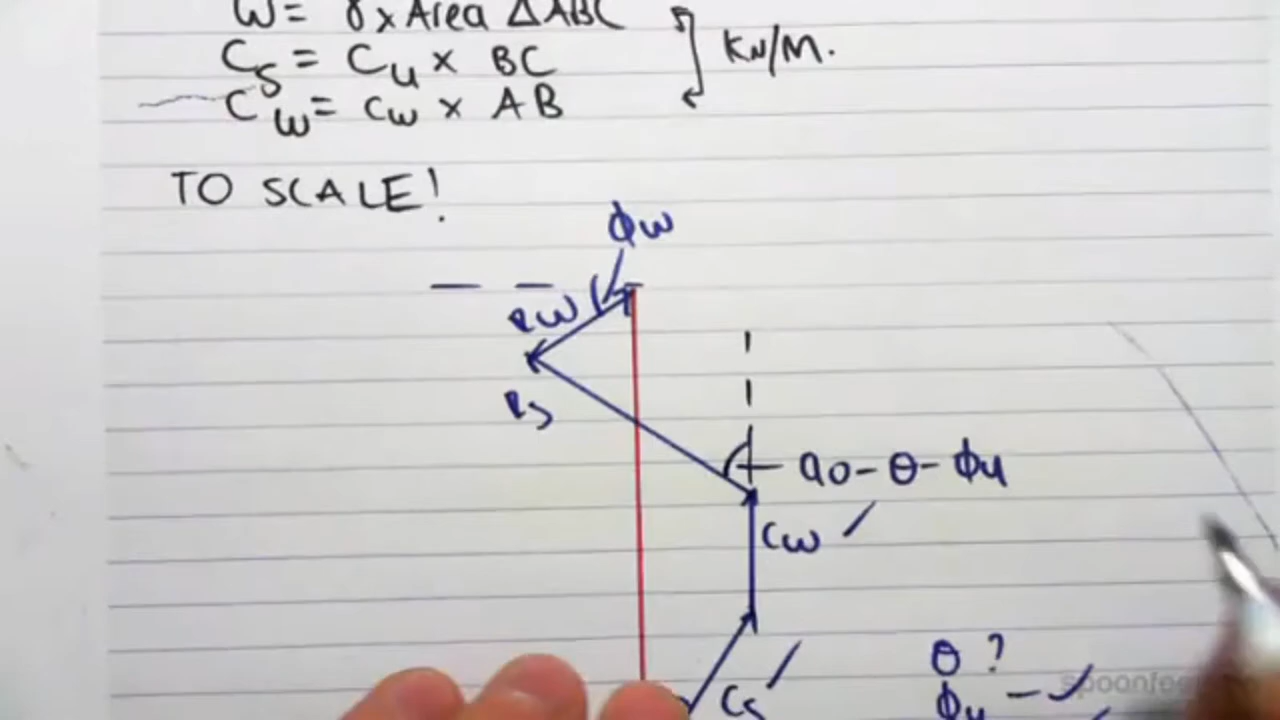 W = γ x Area ΔABC
Cs = Cu x BC
KN/M.
Cw = cw x AB
TO SCALE!
ϕw
Rw
Rs
90-θ-ϕu
Cw
Cs
θ?
ϕu -